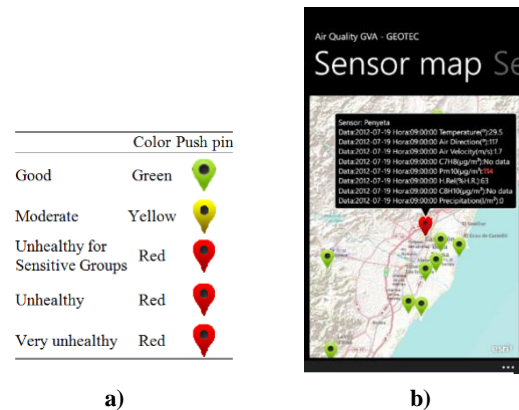 Color Push pin
Good Green
Moderate Yellow
Unhealthy for
Sensitive Groups Red
Unhealthy Red
Very unhealthy Red
a)
Air Quality GVA - GEOTEC
Sensor map Se
Sensor: Penyeta
Data:2012-07-19 Hora:09:00:00 Temperature(º):29.5
Data:2012-07-19 Hora:09:00:00 Air Direction(º):117
Data:2012-07-19 Hora:09:00:00 Air Velocity(m/s):1.7
Data:2012-07-19 Hora:09:00:00 C7H8(µg/m³):No data
Data:2012-07-19 Hora:09:00:00 Pm10(µg/m³):114
Data:2012-07-19 Hora:09:00:00 H.Rel(%H.R.):63
Data:2012-07-19 Hora:09:00:00 C8H10(µg/m³):No data
Data:2012-07-19 Hora:09:00:00 Precipitation(l/m²):0
esri
b)